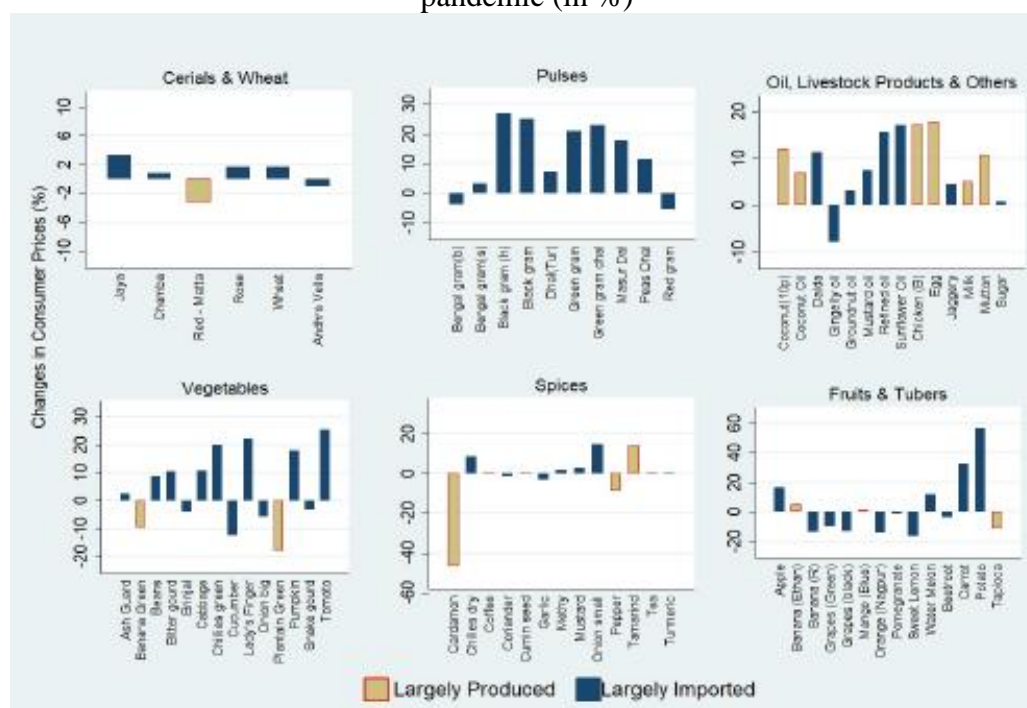 pandemic (in %)
Changes in Consumer Prices (%)
Cerials & Wheat
10
6
2
-2
-6
-10
Jaya
Chamba
Red - Matta
Rose
Wheat
Andhra Vella
Pulses
30
20
10
0
-10
Bengal gram(b)
Bengal gram(s)
Black gram (h)
Black gram
Dhal(Tur)
Green gram
Green gram dhal
Masur Dal
Peas Dhal
Red gram
Oil, Livestock Products & Others
20
10
0
-10
Coconut(10p)
Coconut Oil
Dalda
Gingelly oil
Groundnut oil
Mustard oil
Refined oil
Sunflower Oil
Chicken (B)
Egg
Jaggery
Milk
Mutton
Sugar
Vegetables
30
20
10
0
-10
-20
Ash Guard
Banana Green
Beans
Bitter gourd
Brinjal
Cabbage
Chillies green
Cucumber
Lady's Finger
Onion big
Plantain Green
Pumpkin
Snake gourd
Tomato
Spices
20
0
-20
-40
-60
Cardamon
Chillies dry
Coffee
Coriander
Cumin seed
Garlic
Methy
Mustard
Onion small
Pepper
Tamarind
Tea
Turmeric
Fruits & Tubers
60
40
20
0
-20
Apple
Banana (Ethan)
Banana (R)
Grapes (Green)
Grapes (black)
Mango (Blue)
Orange (Nagpur)
Pomegranate
Sweet Lemon
Water Melon
Beetroot
Carrot
Potato
Tapioca
Largely Produced
Largely Imported